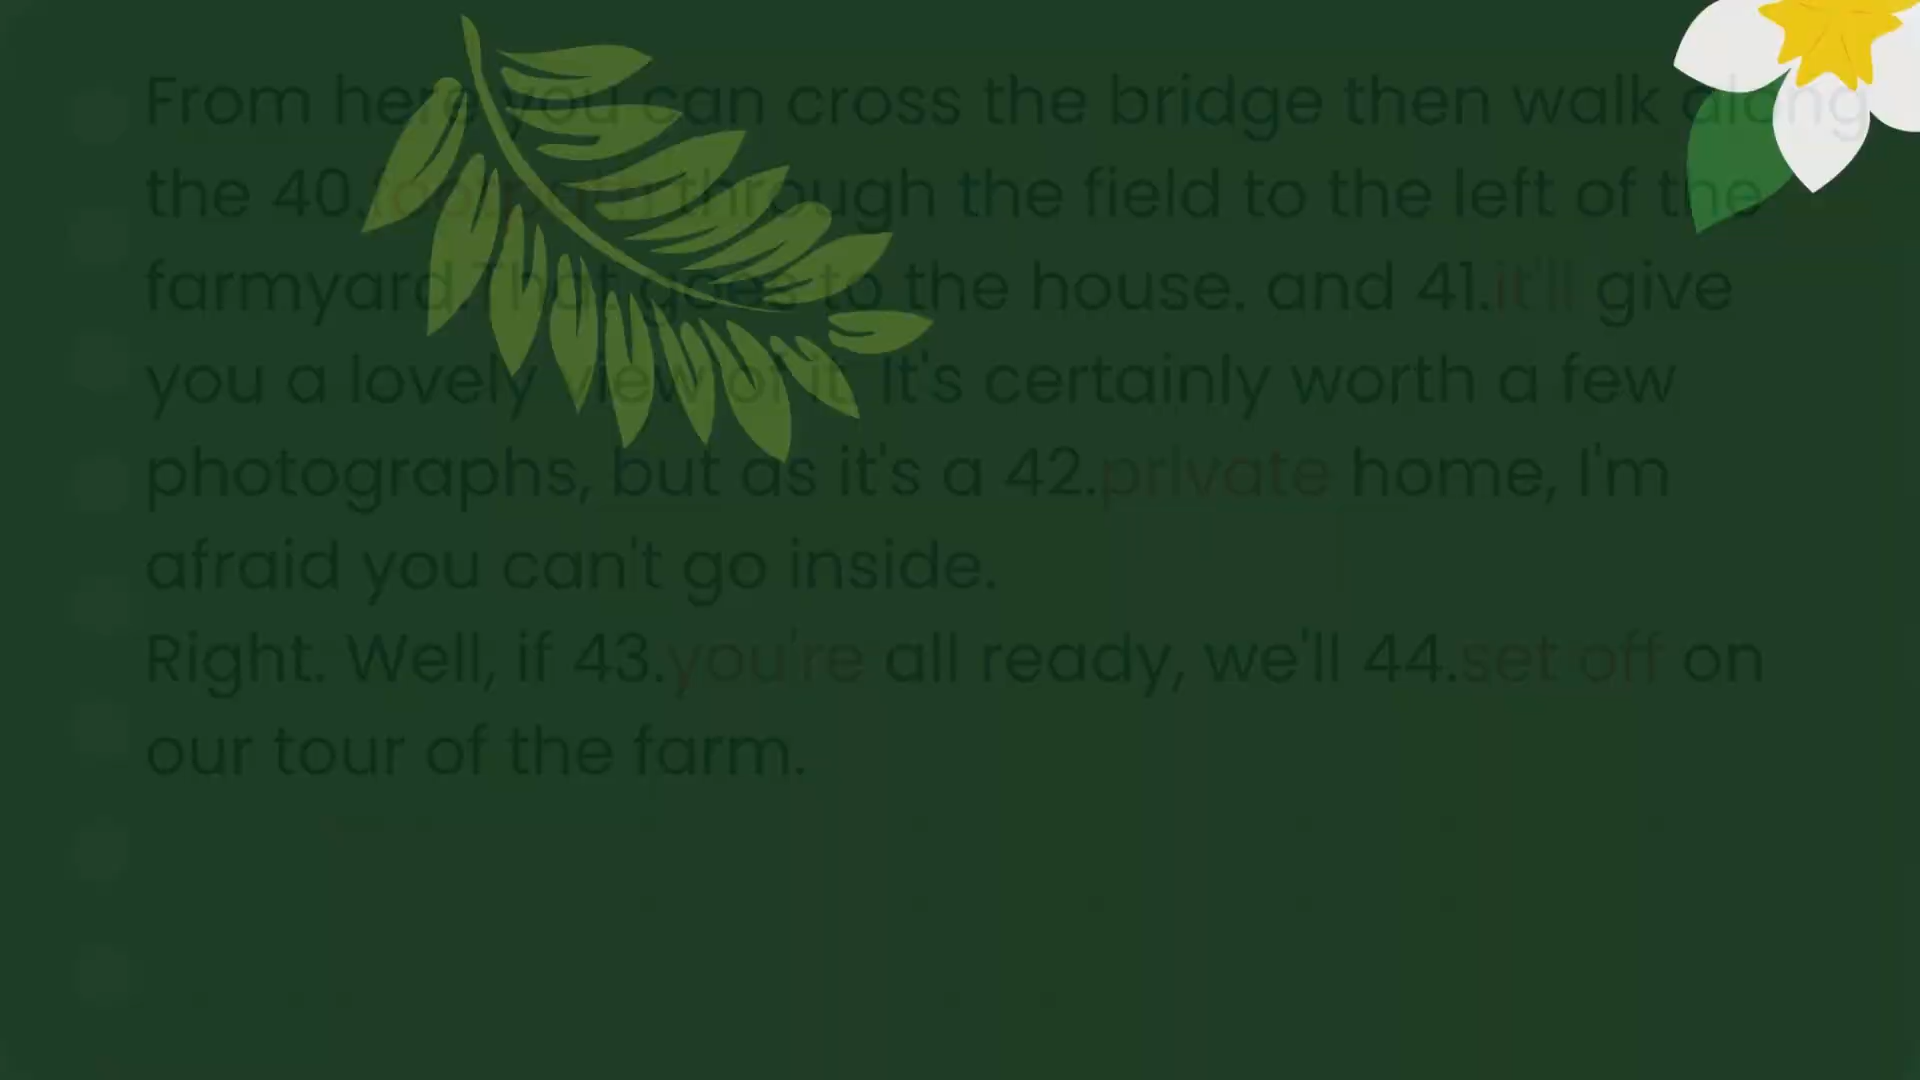 From here you can cross the bridge then walk along
the 40.footpath through the field to the left of the
farmyard.That goes to the house. and 41.it'll give
you a lovely view of it. It's certainly worth a few
photographs, but as it's a 42.private home, I'm
afraid you can't go inside.
Right. Well, if 43.you're all ready, we'll 44.set off on
our tour of the farm.